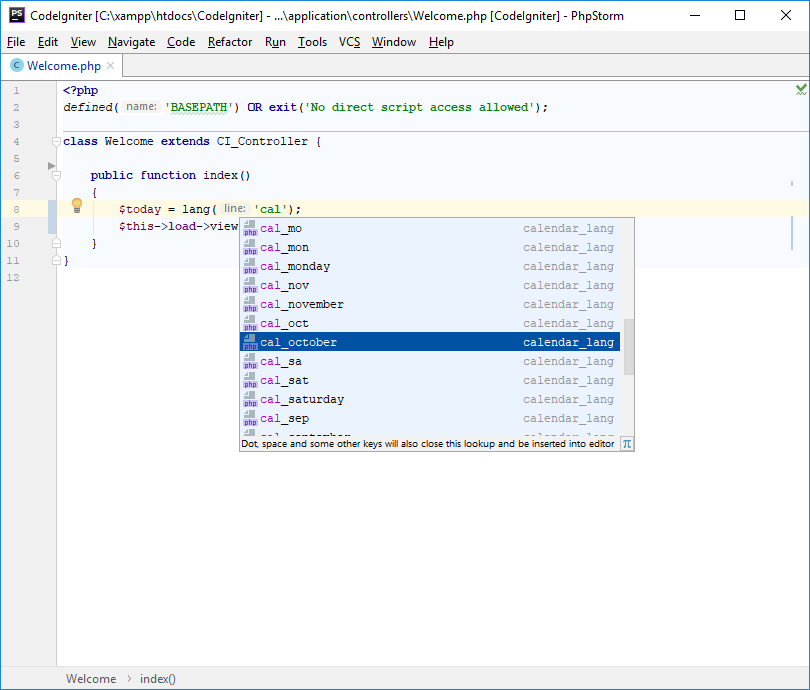 PS CodeIgniter [C:\xampp\htdocs\CodeIgniter] - ...\application\controllers\Welcome.php [CodeIgniter] - PhpStorm
File Edit View Navigate Code Refactor Run Tools VCS Window Help
C Welcome.php
1 <?php
2 defined( name: 'BASEPATH') OR exit('No direct script access allowed');
3
4 class Welcome extends CI_Controller {
5
6 public function index()
7 {
8 $today = lang( line: 'cal');
9 $this->load->view
10 }
11 }
12
php cal_mo calendar_lang
php cal_mon calendar_lang
php cal_monday calendar_lang
php cal_nov calendar_lang
php cal_november calendar_lang
php cal_oct calendar_lang
php cal_october calendar_lang
php cal_sa calendar_lang
php cal_sat calendar_lang
php cal_saturday calendar_lang
php cal_sep calendar_lang
Dot, space and some other keys will also close this lookup and be inserted into editor π
Welcome › index()